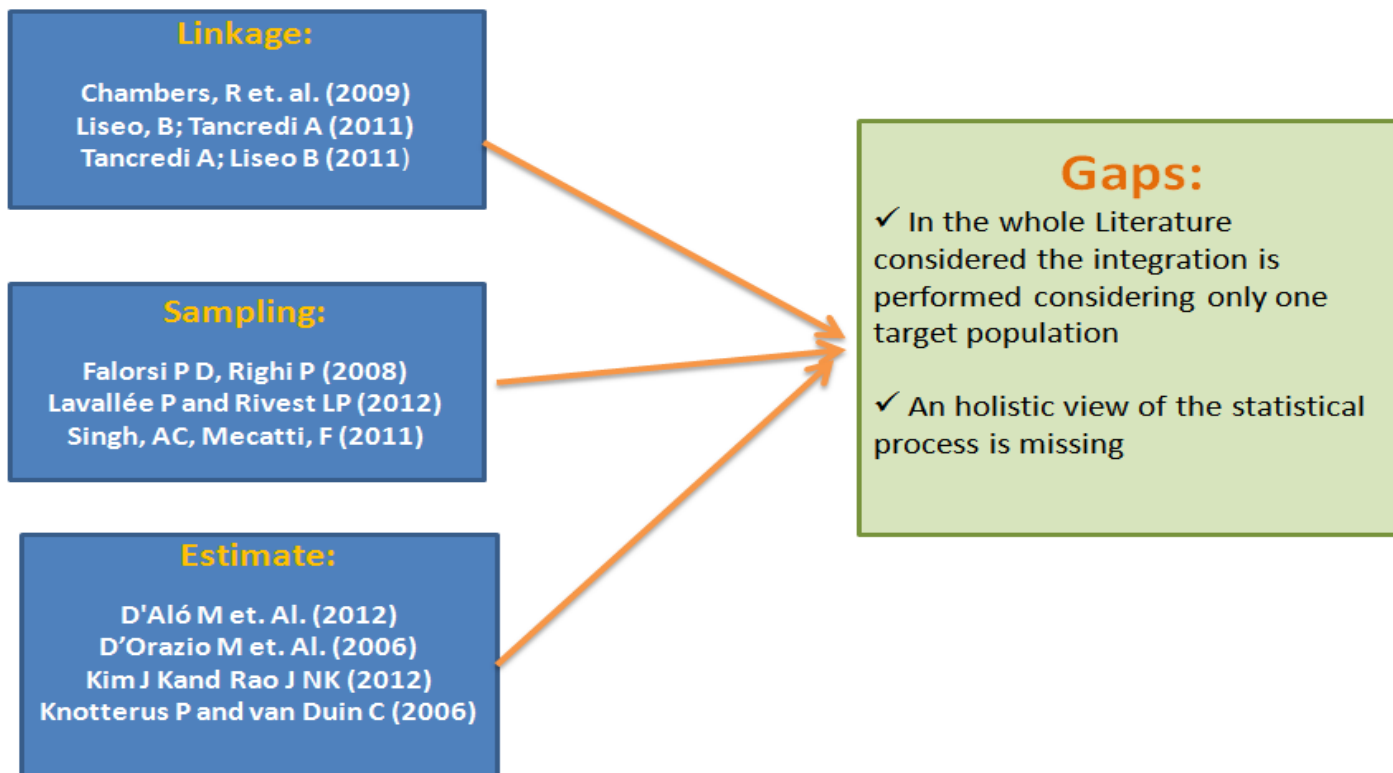 Linkage:
Chambers, R et. al. (2009)
Liseo, B; Tancredi A (2011)
Tancredi A; Liseo B (2011)
Sampling:
Falorsi P D, Righi P (2008)
Lavallée P and Rivest LP (2012)
Singh, AC, Mecatti, F (2011)
Estimate:
D'Aló M et. Al. (2012)
D’Orazio M et. Al. (2006)
Kim J Kand Rao J NK (2012)
Knotterus P and van Duin C (2006)
Gaps:
✓ In the whole Literature
considered the integration is
performed considering only one
target population
✓ An holistic view of the statistical
process is missing